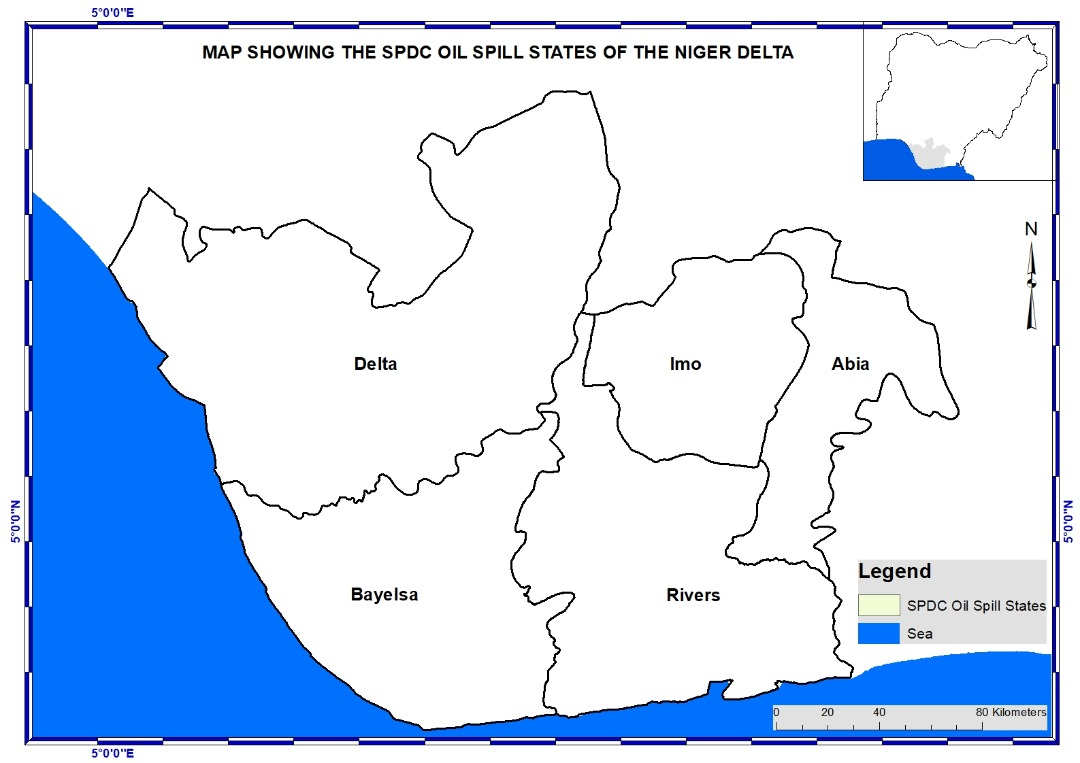 5°0'0"E
MAP SHOWING THE SPDC OIL SPILL STATES OF THE NIGER DELTA
N
Delta
Imo
Abia
5°0'0"N
5°0'0"N
Bayelsa
Rivers
Legend
SPDC Oil Spill States
Sea
0 20 40 80 Kilometers
5°0'0"E